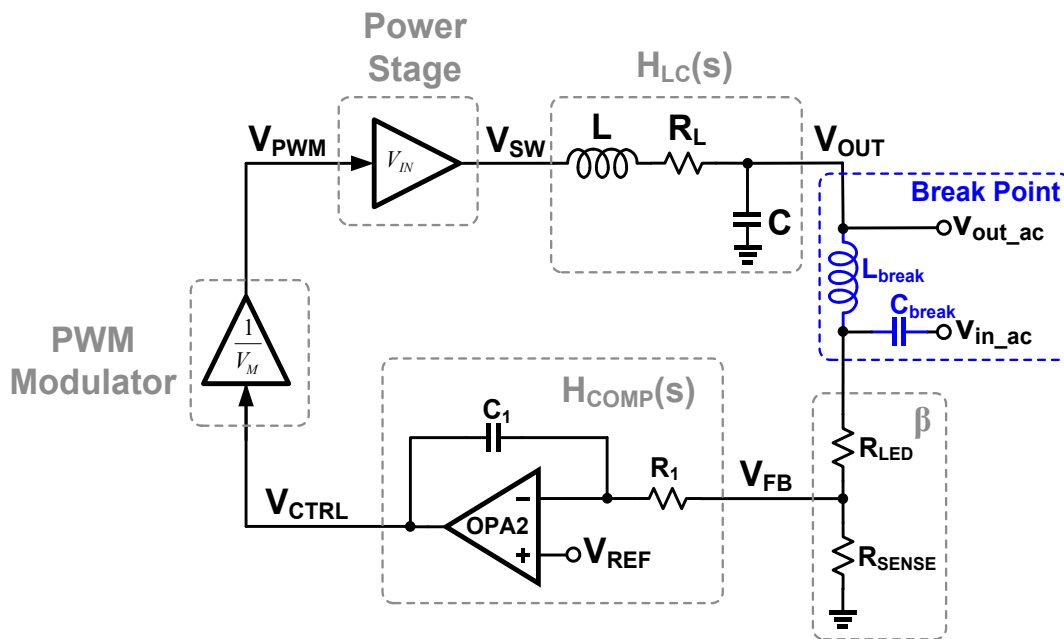 Power
Stage
H_LC(s)
V_PWM
V_IN
V_SW
L
R_L
V_OUT
C
Break Point
V_out_ac
L_break
C_break
V_in_ac
PWM
Modulator
1
V_M
H_COMP(s)
C_1
β
R_LED
R_1
V_FB
V_CTRL
OPA2
-
+
V_REF
R_SENSE